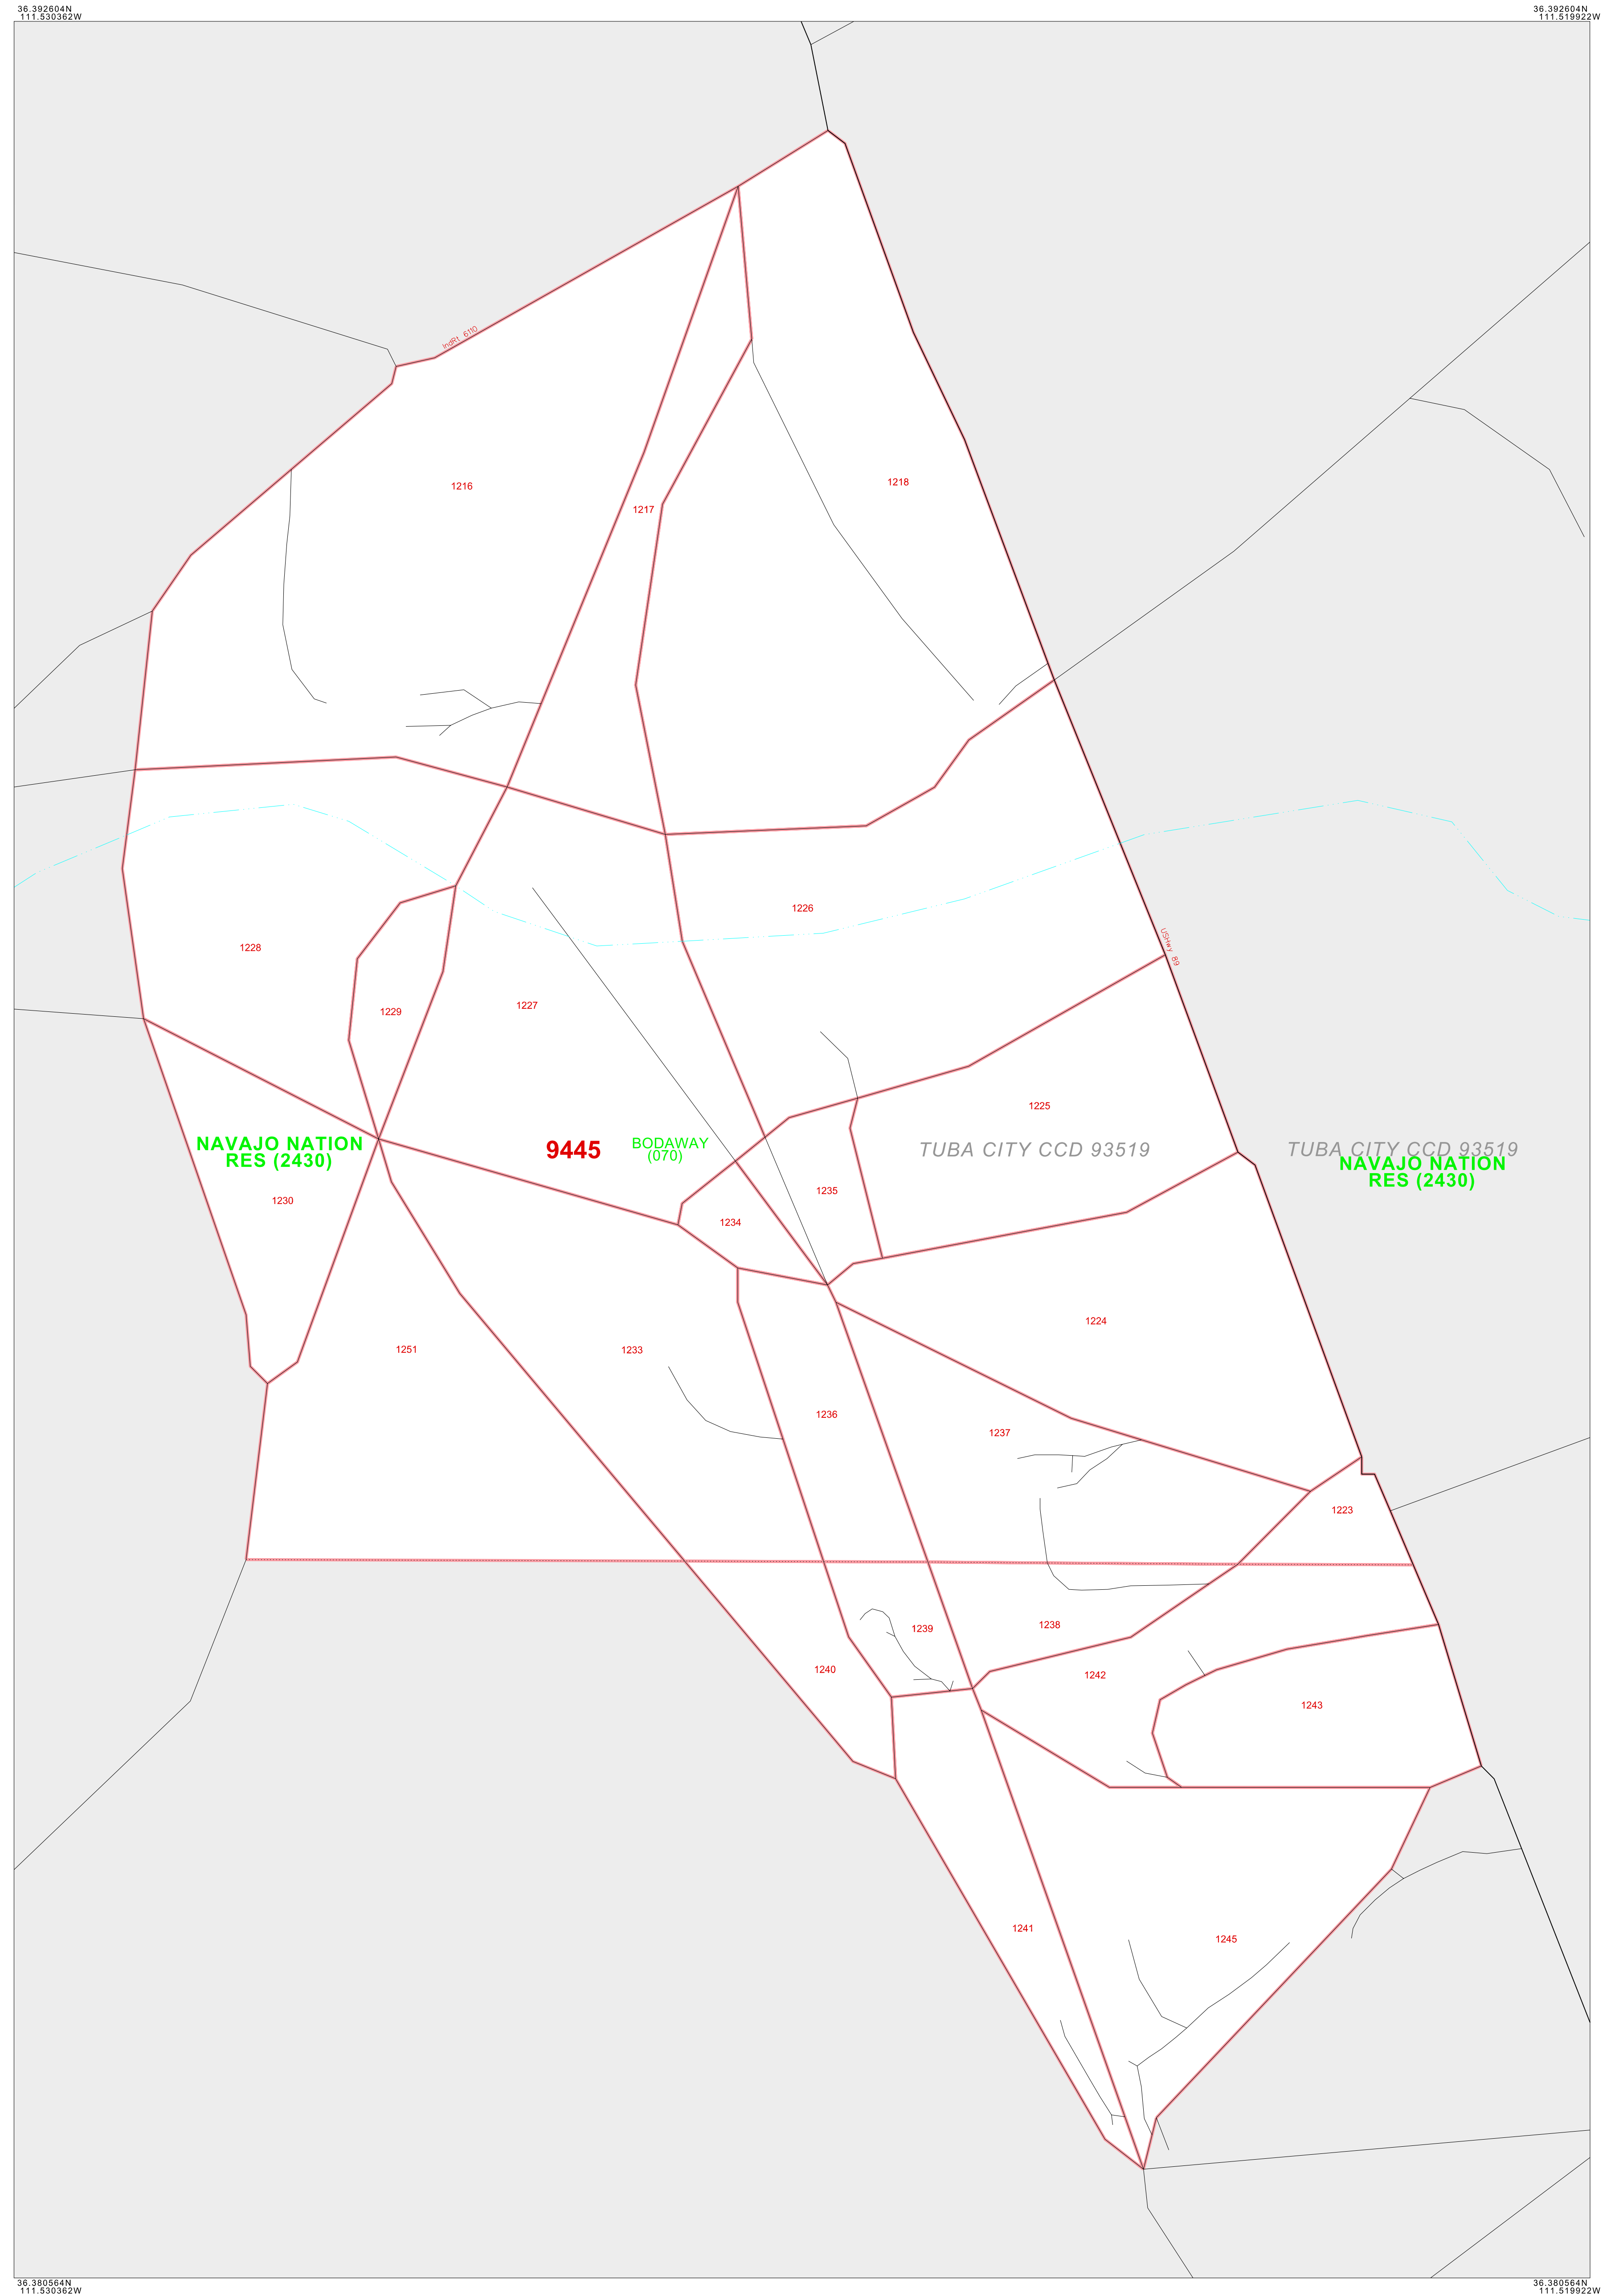 36.392604N
111.530362W
36.392604N
111.519922W
IndRt 6110
1216
1218
1217
1226
1228
USHwy 89
1227
1229
1225
NAVAJO NATION
RES (2430)
9445
BODAWAY
(070)
TUBA CITY CCD 93519
TUBA CITY CCD 93519
NAVAJO NATION
RES (2430)
1235
1230
1234
1224
1251
1233
1236
1237
1223
1238
1239
1240
1242
1243
1241
1245
36.380564N
111.530362W
36.380564N
111.519922W